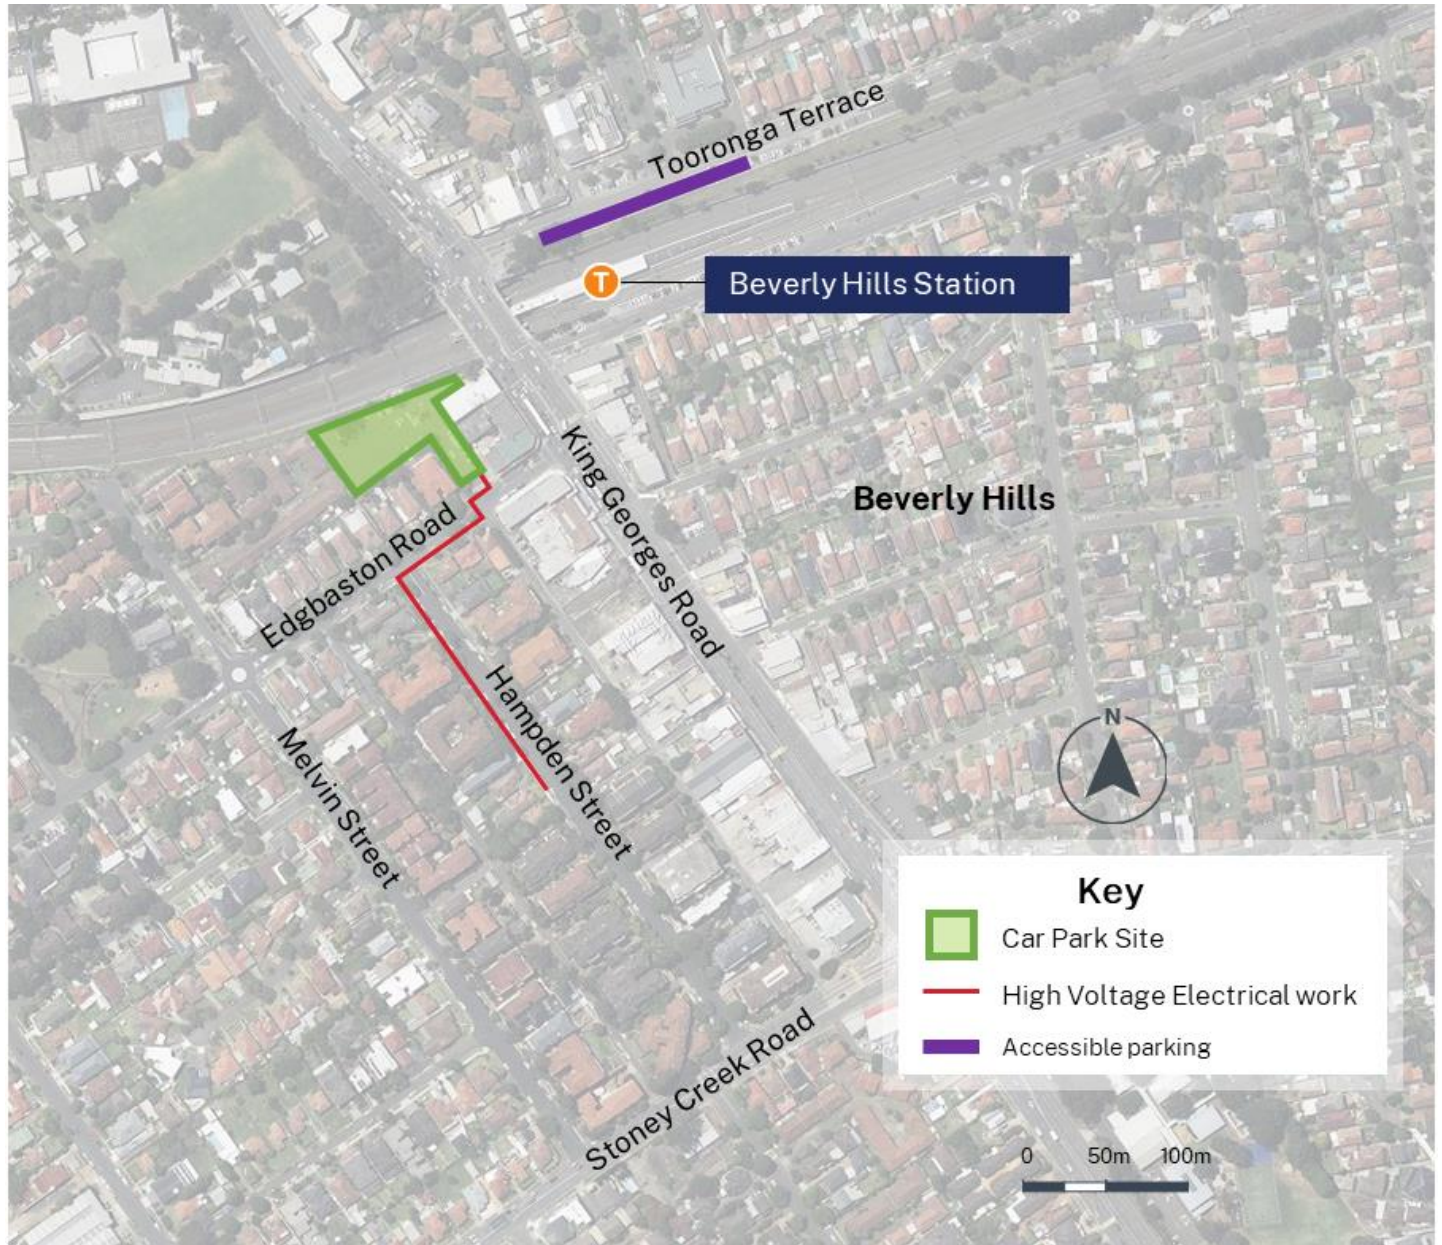 Tooronga Terrace
T
Beverly Hills Station
King Georges Road
Beverly Hills
Edgbaston Road
Hampden Street
Melvin Street
N
Key
Car Park Site
High Voltage Electrical work
Accessible parking
Stoney Creek Road
0 50m 100m